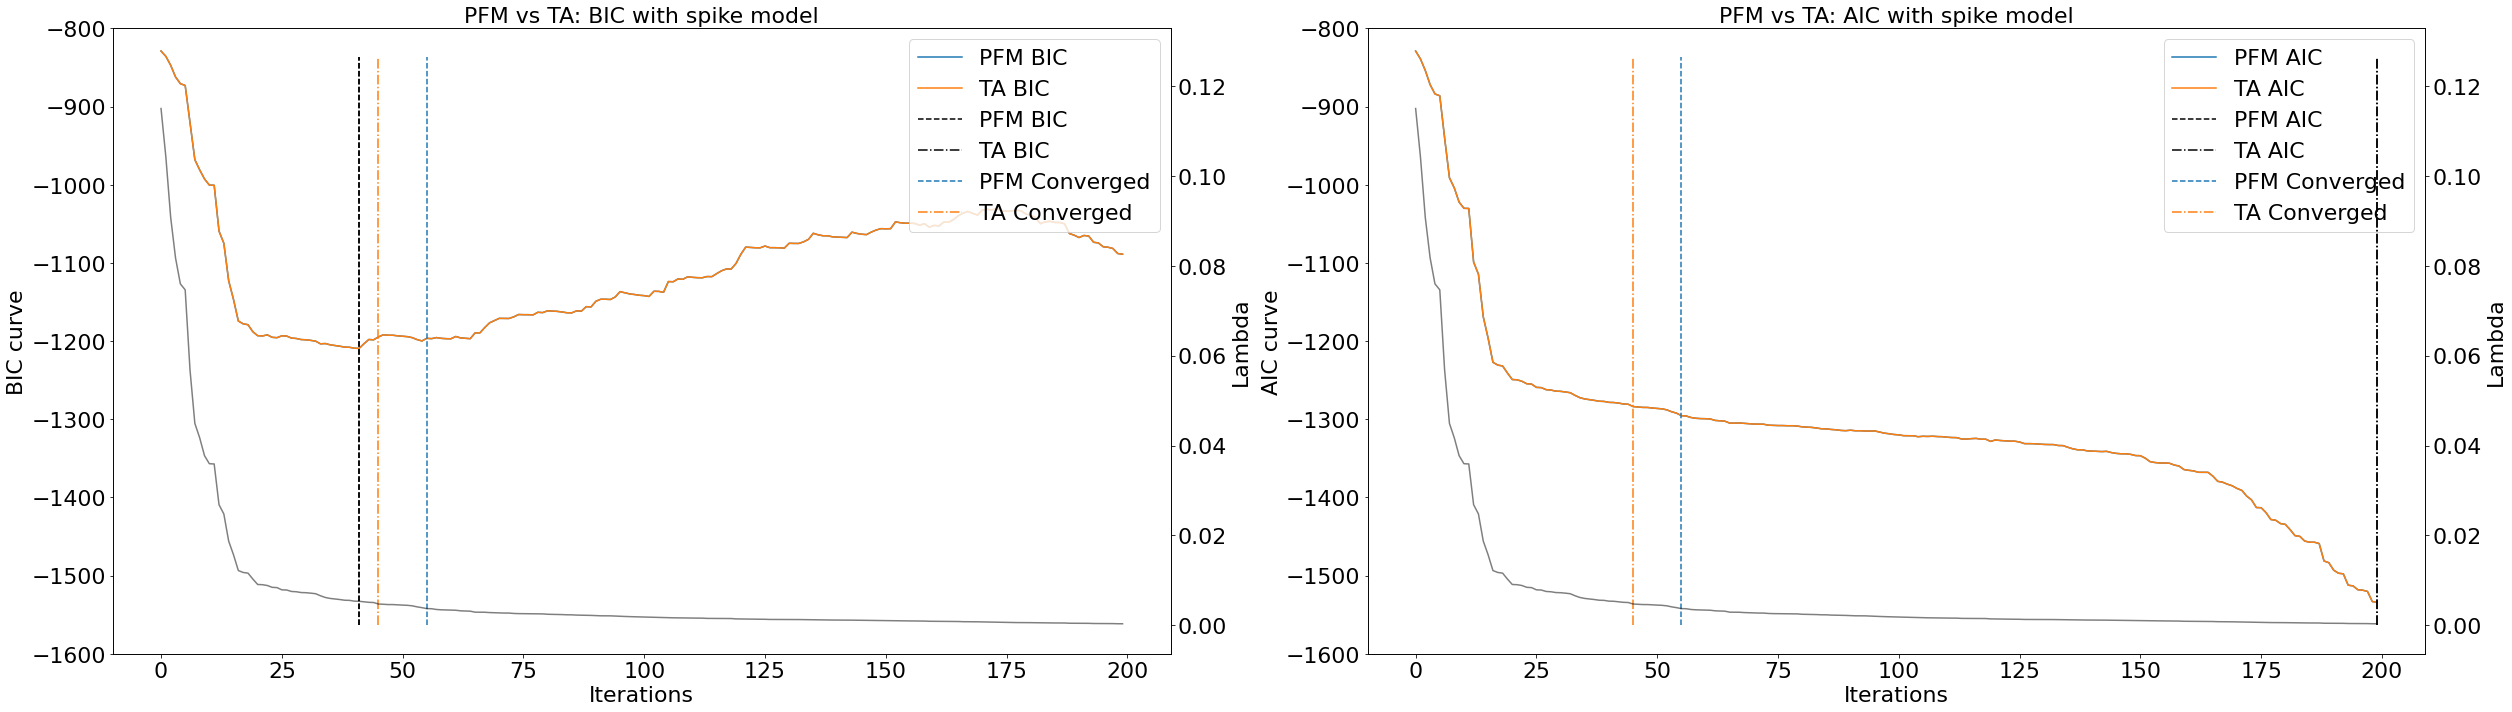 PFM vs TA: BIC with spike model
BIC curve
−800
−900
−1000
−1100
−1200
−1300
−1400
−1500
−1600
0
25
50
75
100
125
150
175
200
Iterations
0.12
0.10
0.08
0.06
0.04
0.02
0.00
Lambda
PFM BIC
TA BIC
PFM BIC
TA BIC
PFM Converged
TA Converged
PFM vs TA: AIC with spike model
AIC curve
−800
−900
−1000
−1100
−1200
−1300
−1400
−1500
−1600
0
25
50
75
100
125
150
175
200
Iterations
0.12
0.10
0.08
0.06
0.04
0.02
0.00
Lambda
PFM AIC
TA AIC
PFM AIC
TA AIC
PFM Converged
TA Converged